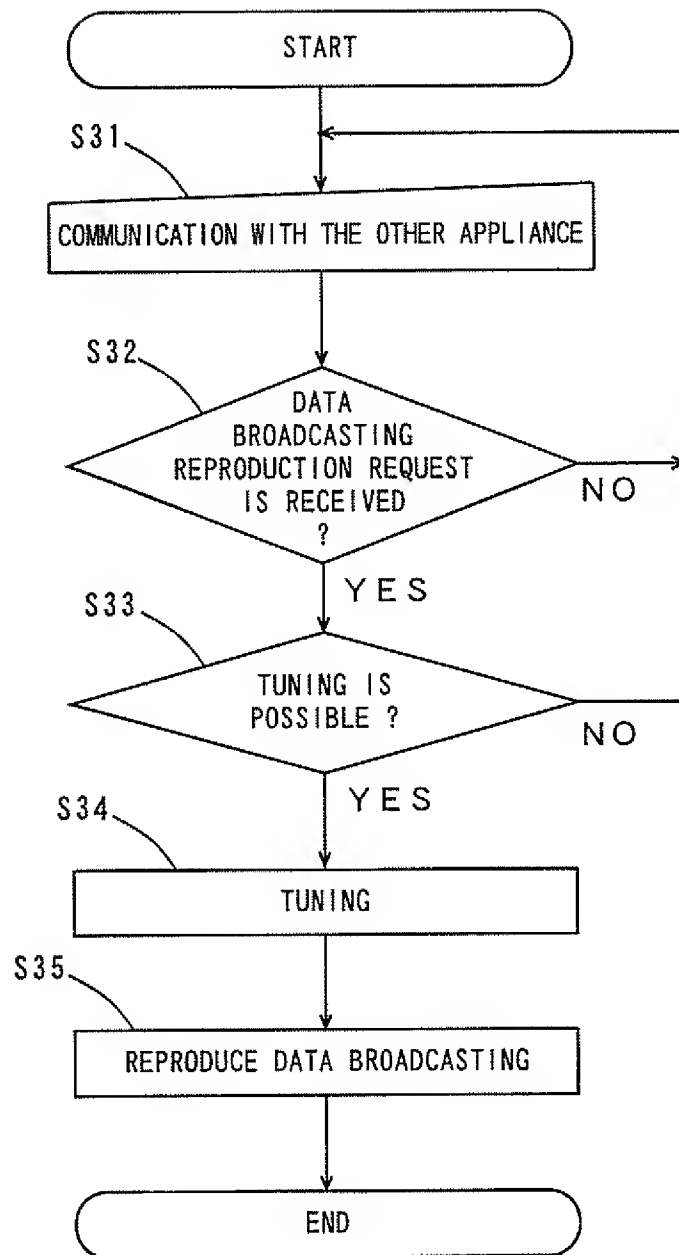 START
S31
COMMUNICATION WITH THE OTHER APPLIANCE
S32
DATA
BROADCASTING
REPRODUCTION REQUEST
IS RECEIVED
?
NO
YES
S33
TUNING IS
POSSIBLE ?
NO
YES
S34
TUNING
S35
REPRODUCE DATA BROADCASTING
END